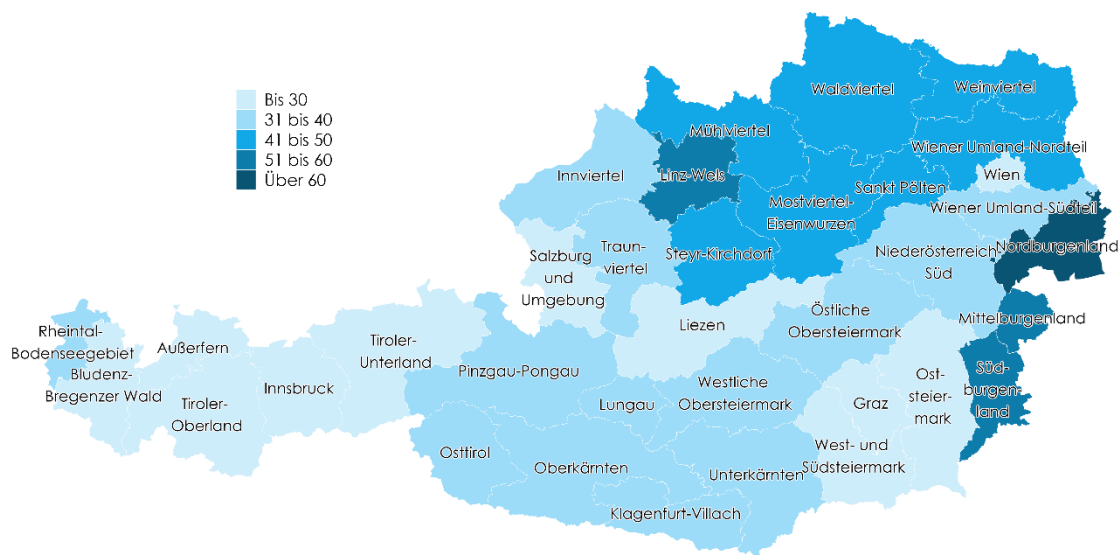 Bis 30
31 bis 40
41 bis 50
51 bis 60
Über 60
Waldviertel
Weinviertel
Mühlviertel
Wiener Umland-Nordteil
Innviertel
Linz-Wels
Wien
Sankt Pölten
Mostviertel-
Eisenwurzen
Wiener Umland-Südteil
Salzburg
und
Umgebung
Traun-
viertel
Steyr-Kirchdorf
Niederösterreich
Süd
Nordburgenland
Rheintal-
Bodenseegebiet
Außerfern
Tiroler-
Unterland
Liezen
Östliche
Obersteiermark
Mittelburgenland
Bludenz-
Bregenzer Wald
Tiroler-
Oberland
Innsbruck
Pinzgau-Pongau
Lungau
Westliche
Obersteiermark
Graz
Ost-
steier-
mark
Süd-
burgen-
land
Osttirol
Oberkärnten
Unterkärnten
West- und
Südsteiermark
Klagenfurt-Villach